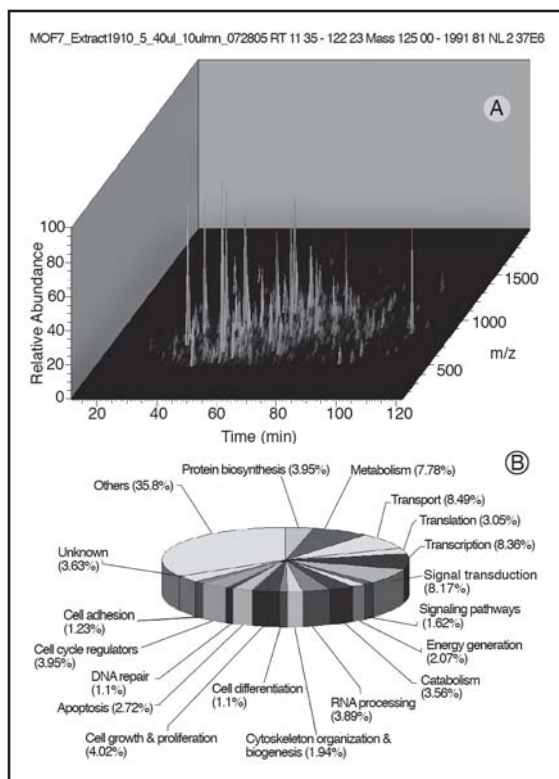 MOF7_Extract1910_5_40ul_10ulmn_072805 RT 11 35 - 122 23 Mass 125 00 - 1991 81 NL 2 37E6
A
100
80
60
40
20
0
Relative Abundance
1500
1000
500
m/z
20
40
60
80
100
120
Time (min)
B
Protein biosynthesis (3.95%)
Metabolism (7.78%)
Others (35.8%)
Transport (8.49%)
Translation (3.05%)
Transcription (8.36%)
Unknown
(3.63%)
Signal transduction
(8.17%)
Cell adhesion
(1.23%)
Signaling pathways
(1.62%)
Cell cycle regulators
(3.95%)
Energy generation
(2.07%)
DNA repair
(1.1%)
Catabolism
(3.56%)
Apoptosis (2.72%)
Cell differentiation
(1.1%)
RNA processing
(3.89%)
Cell growth & proliferation
(4.02%)
Cytoskeleton organization &
biogenesis (1.94%)